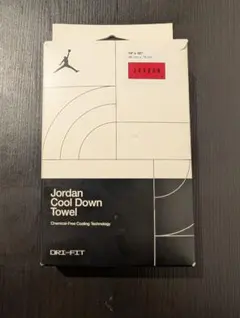 Jordan
Cool Down
Towel
Chemical-Free Cooling Technology
DRI-FIT